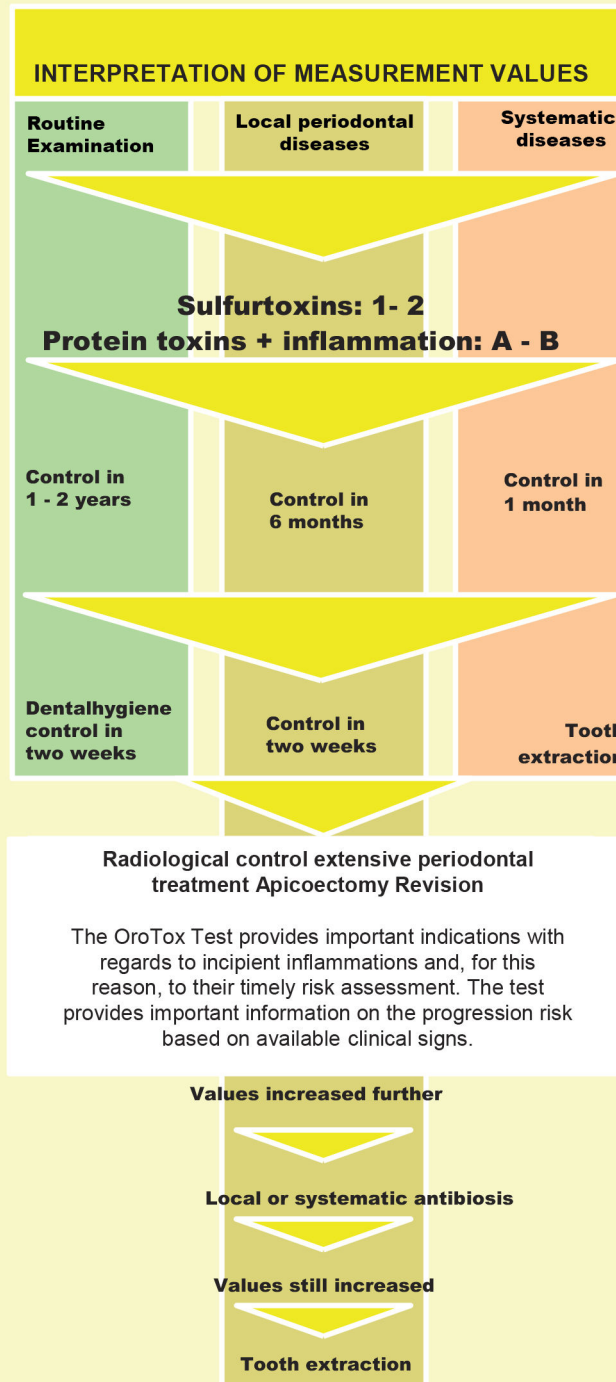 INTERPRETATION OF MEASUREMENT VALUES
Routine
Examination
Local periodontal
diseases
Systematic
diseases
Sulfurtoxins: 1- 2
Protein toxins + inflammation: A - B
Control in
1 - 2 years
Control in
6 months
Control in
1 month
Dentalhygiene
control in
two weeks
Control in
two weeks
Tooth
extraction
Radiological control extensive periodontal
treatment Apicoectomy Revision
The OroTox Test provides important indications with
regards to incipient inflammations and, for this
reason, to their timely risk assessment. The test
provides important information on the progression risk
based on available clinical signs.
Values increased further
Local or systematic antibiosis
Values still increased
Tooth extraction